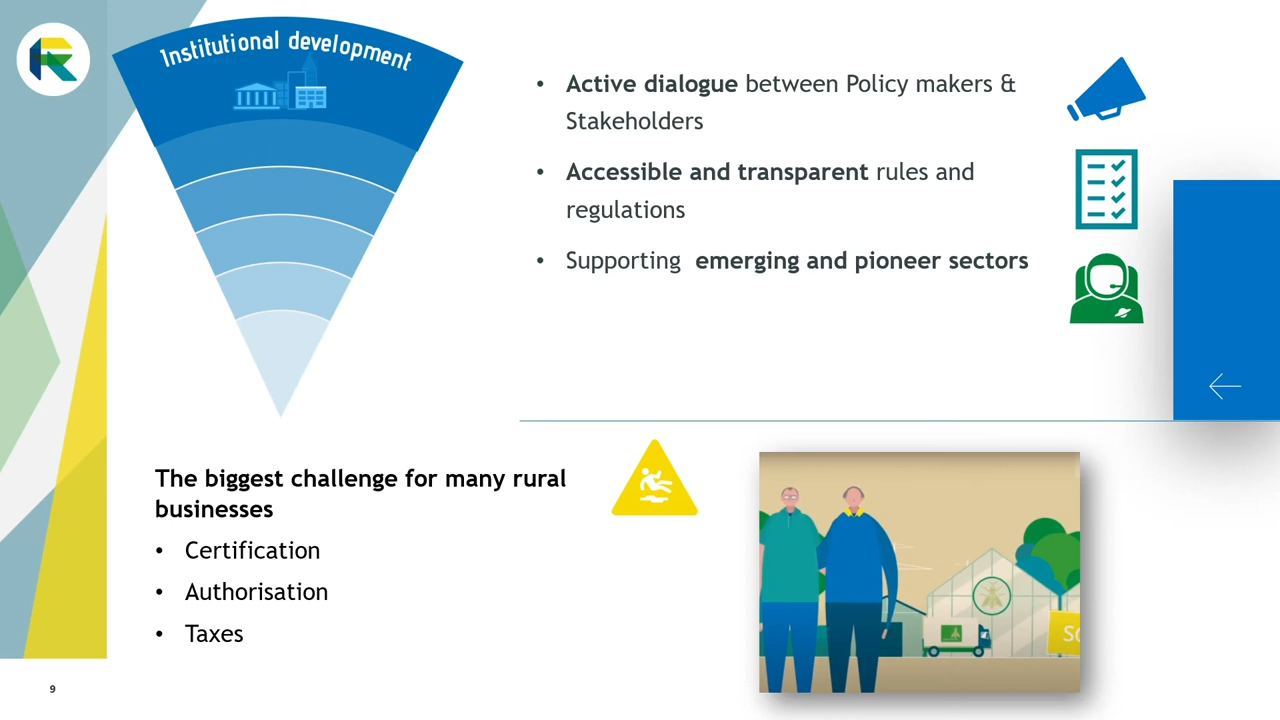 Institutional development
• Active dialogue between Policy makers &
Stakeholders
• Accessible and transparent rules and
regulations
• Supporting emerging and pioneer sectors
The biggest challenge for many rural
businesses
• Certification
• Authorisation
• Taxes
9